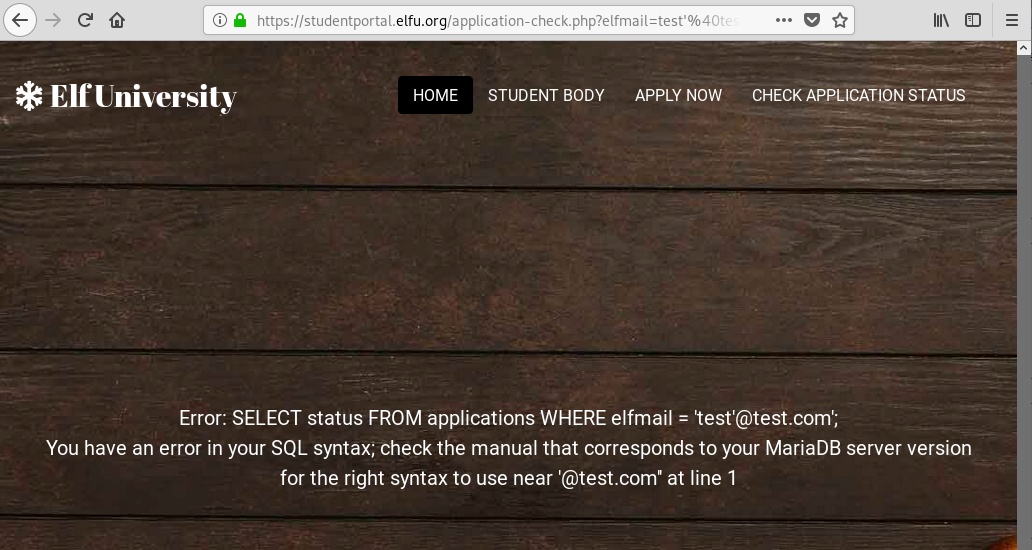 https://studentportal.elfu.org/application-check.php?elfmail=test'%40tes
Elf University
HOME
STUDENT BODY
APPLY NOW
CHECK APPLICATION STATUS
Error: SELECT status FROM applications WHERE elfmail = 'test'@test.com';
You have an error in your SQL syntax; check the manual that corresponds to your MariaDB server version
for the right syntax to use near '@test.com'' at line 1